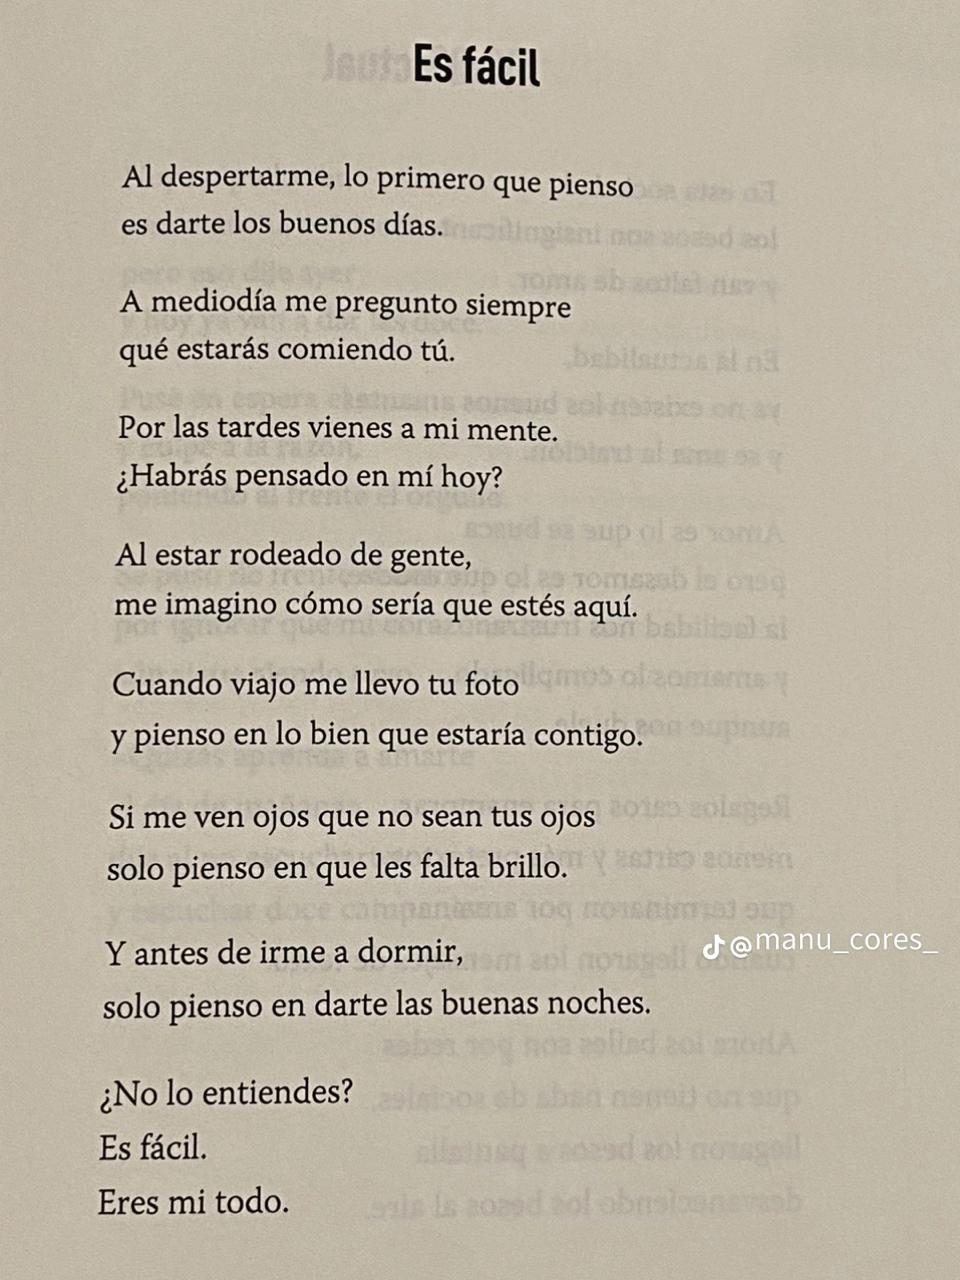 Es fácil
Al despertarme, lo primero que pienso
es darte los buenos días.
A mediodía me pregunto siempre
qué estarás comiendo tú.
Por las tardes vienes a mi mente.
¿Habrás pensado en mí hoy?
Al estar rodeado de gente,
me imagino cómo sería que estés aquí.
Cuando viajo me llevo tu foto
y pienso en lo bien que estaría contigo.
Si me ven ojos que no sean tus ojos
solo pienso en que les falta brillo.
Y antes de irme a dormir,
solo pienso en darte las buenas noches.
¿No lo entiendes?
Es fácil.
Eres mi todo.
@manu_cores_